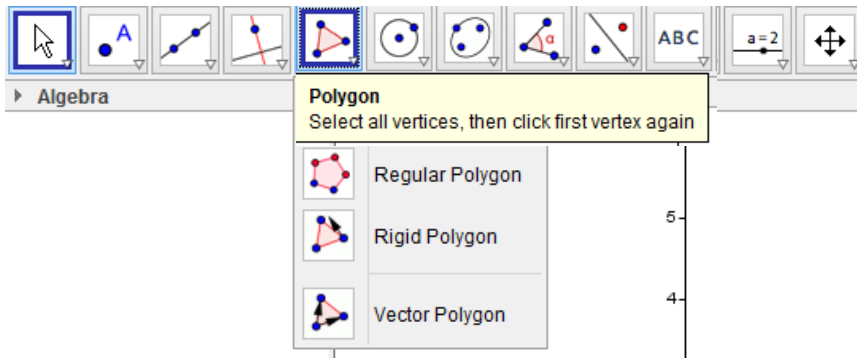 A
α
ABC
a=2
Algebra
Polygon
Select all vertices, then click first vertex again
Regular Polygon
5
Rigid Polygon
4
Vector Polygon